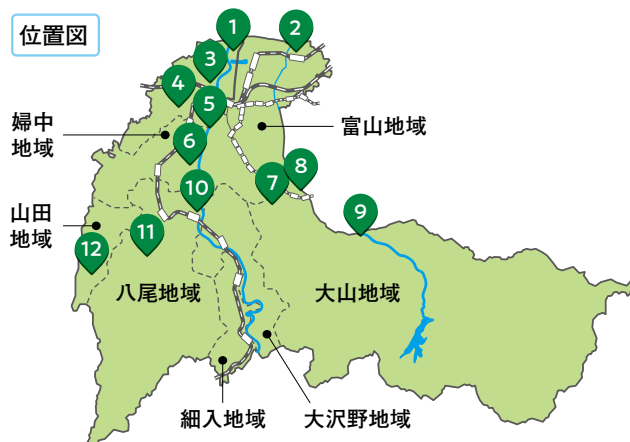 位置図
1
2
3
4
5
婦中
地域
富山地域
6
7
8
10
9
山田
地域
11
12
八尾地域
大山地域
細入地域
大沢野地域